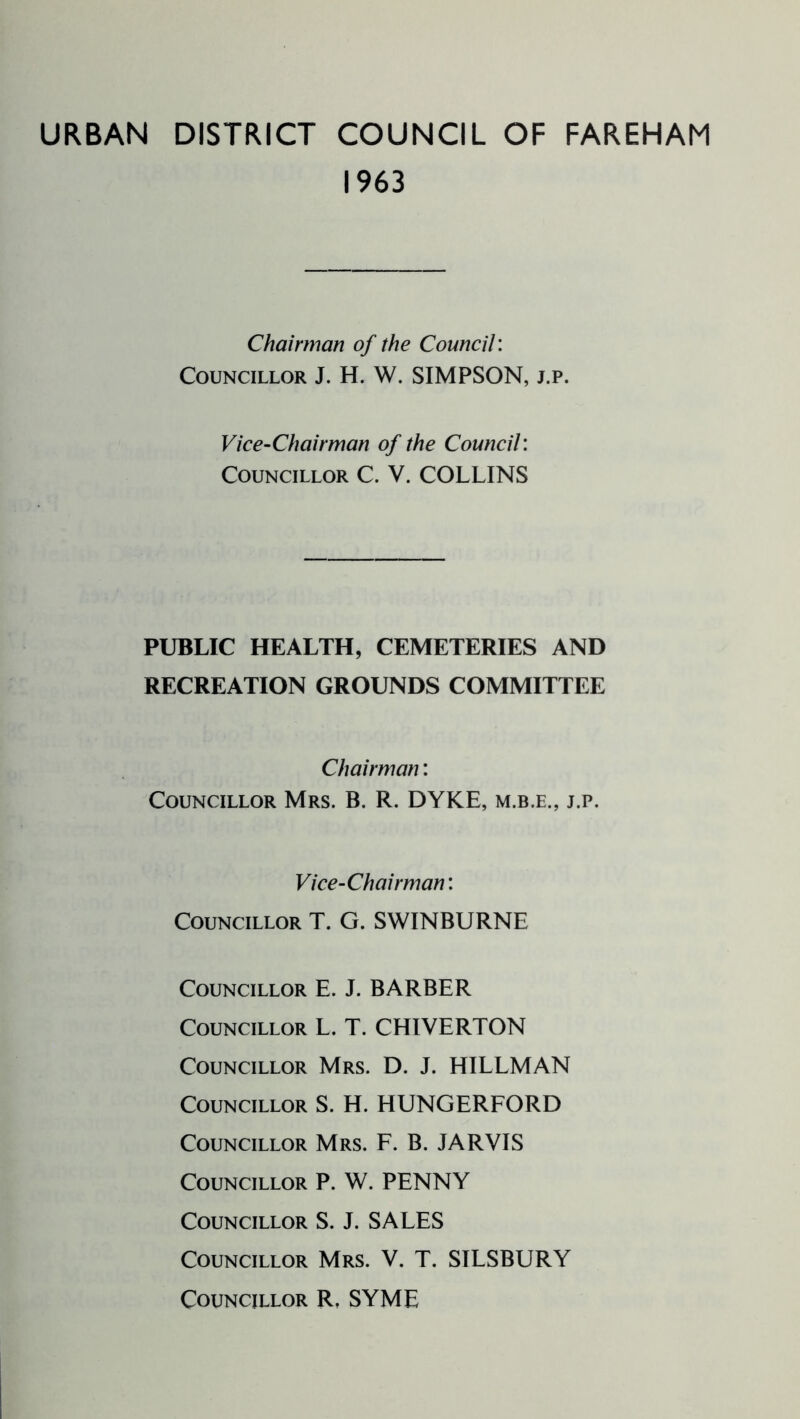 URBAN DISTRICT COUNCIL OF FAREHAM
1963
Chairman of the Council:
COUNCILLOR J. H. W. SIMPSON, J.P.
Vice-Chairman of the Council:
COUNCILLOR C. V. COLLINS
PUBLIC HEALTH, CEMETERIES AND
RECREATION GROUNDS COMMITTEE
Chairman:
COUNCILLOR MRS. B. R. DYKE, M.B.E., J.P.
Vice-Chairman:
COUNCILLOR T. G. SWINBURNE
COUNCILLOR E. J. BARBER
COUNCILLOR L. T. CHIVERTON
COUNCILLOR MRS. D. J. HILLMAN
COUNCILLOR S. H. HUNGERFORD
COUNCILLOR MRS. F. B. JARVIS
COUNCILLOR P. W. PENNY
COUNCILLOR S. J. SALES
COUNCILLOR MRS. V. T. SILSBURY
COUNCILLOR R. SYME